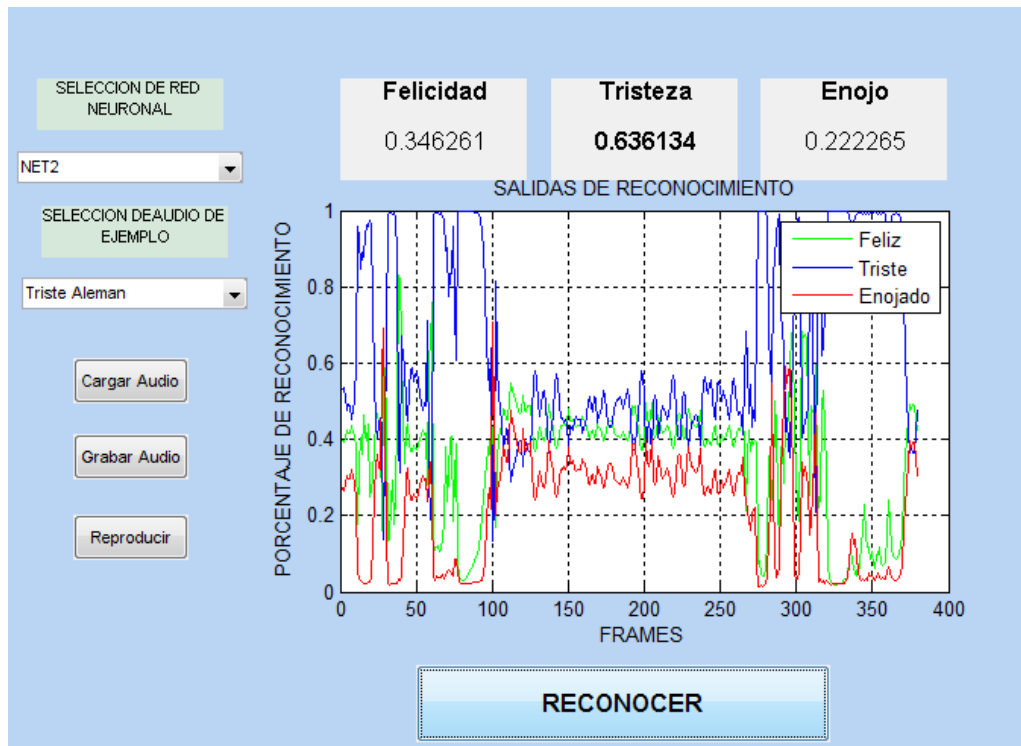 SELECCION DE RED
NEURONAL
NET2
SELECCION DEAUDIO DE
EJEMPLO
Triste Aleman
Cargar Audio
Grabar Audio
Reproducir
Felicidad
0.346261
Tristeza
0.636134
Enojo
0.222265
SALIDAS DE RECONOCIMIENTO
PORCENTAJE DE RECONOCIMIENTO
1
0.8
0.6
0.4
0.2
0
Feliz
Triste
Enojado
0 50 100 150 200 250 300 350 400
FRAMES
RECONOCER